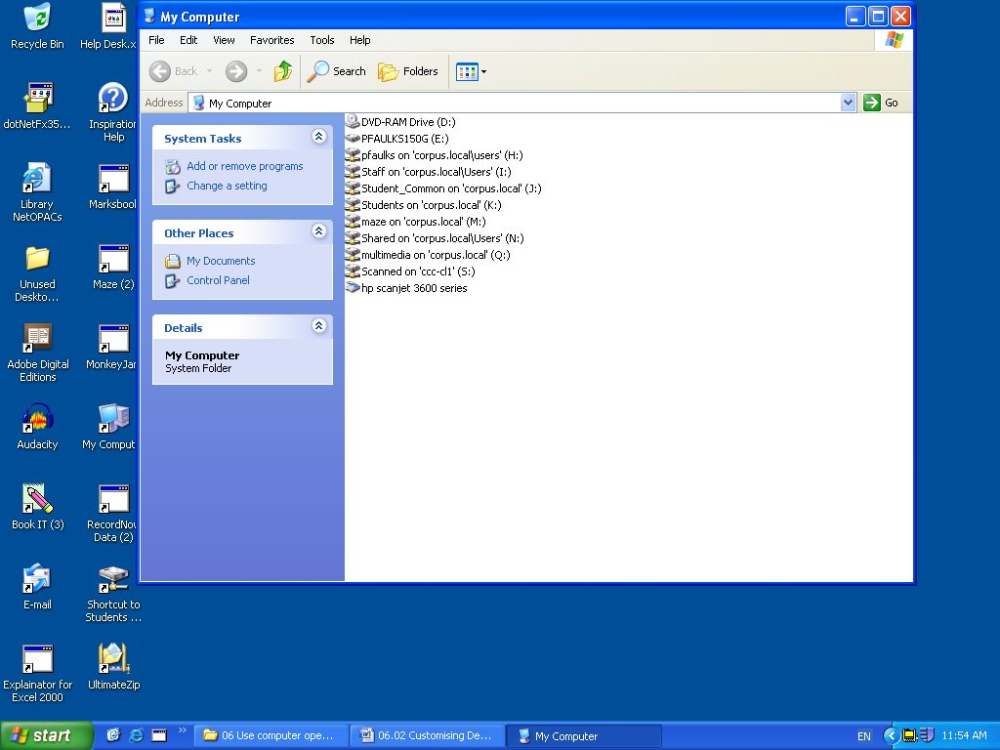 Recycle Bin
Help Desk.x
dotNetFx35...
Inspiration
Help
Library
NetOPACs
Marksbool
Unused
Deskto...
Maze (2)
Adobe Digital
Editions
MonkeyJar
Audacity
My Comput
Book IT (3)
RecordNov
Data (2)
E-mail
Shortcut to
Students ...
Explainator for
Excel 2000
UltimateZip
My Computer
File Edit View Favorites Tools Help
Back Search Folders
Address My Computer Go
System Tasks
Add or remove programs
Change a setting
Other Places
My Documents
Control Panel
Details
My Computer
System Folder
DVD-RAM Drive (D:)
PFAULKS150G (E:)
pfaulks on 'corpus.local\users' (H:)
Staff on 'corpus.local\Users' (I:)
Student_Common on 'corpus.local' (J:)
Students on 'corpus.local' (K:)
maze on 'corpus.local' (M:)
Shared on 'corpus.local\Users' (N:)
multimedia on 'corpus.local' (Q:)
Scanned on 'ccc-cl1' (S:)
hp scanjet 3600 series
start
06 Use computer ope...
06.02 Customising De...
My Computer
EN
11:54 AM